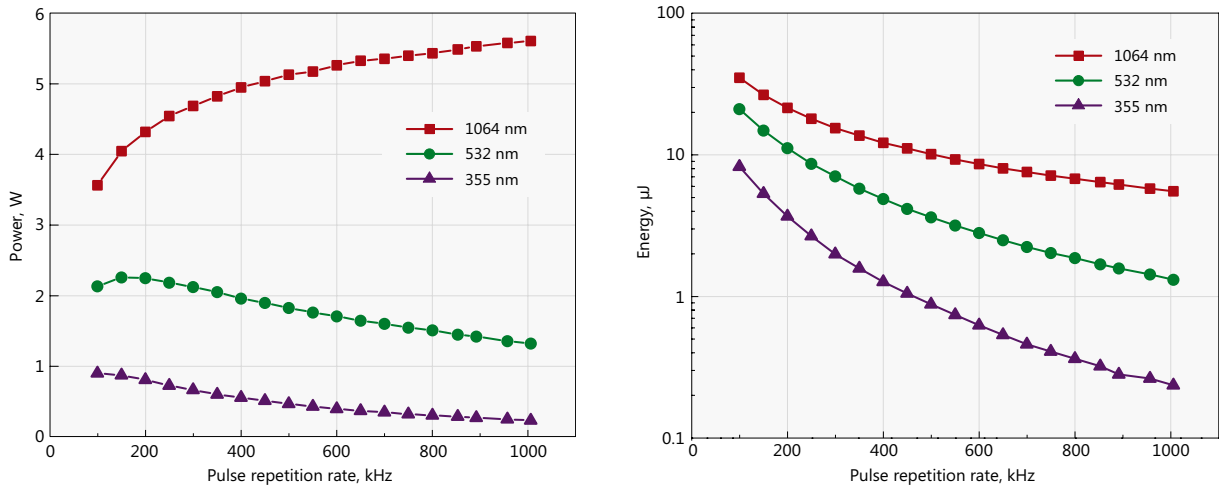 6
5
4
3
2
1
0
Power, W
200
400
600
800
1000
Pulse repetition rate, kHz
1064 nm
532 nm
355 nm
100
10
1
0.1
Energy, µJ
0
200
400
600
800
1000
Pulse repetition rate, kHz
1064 nm
532 nm
355 nm